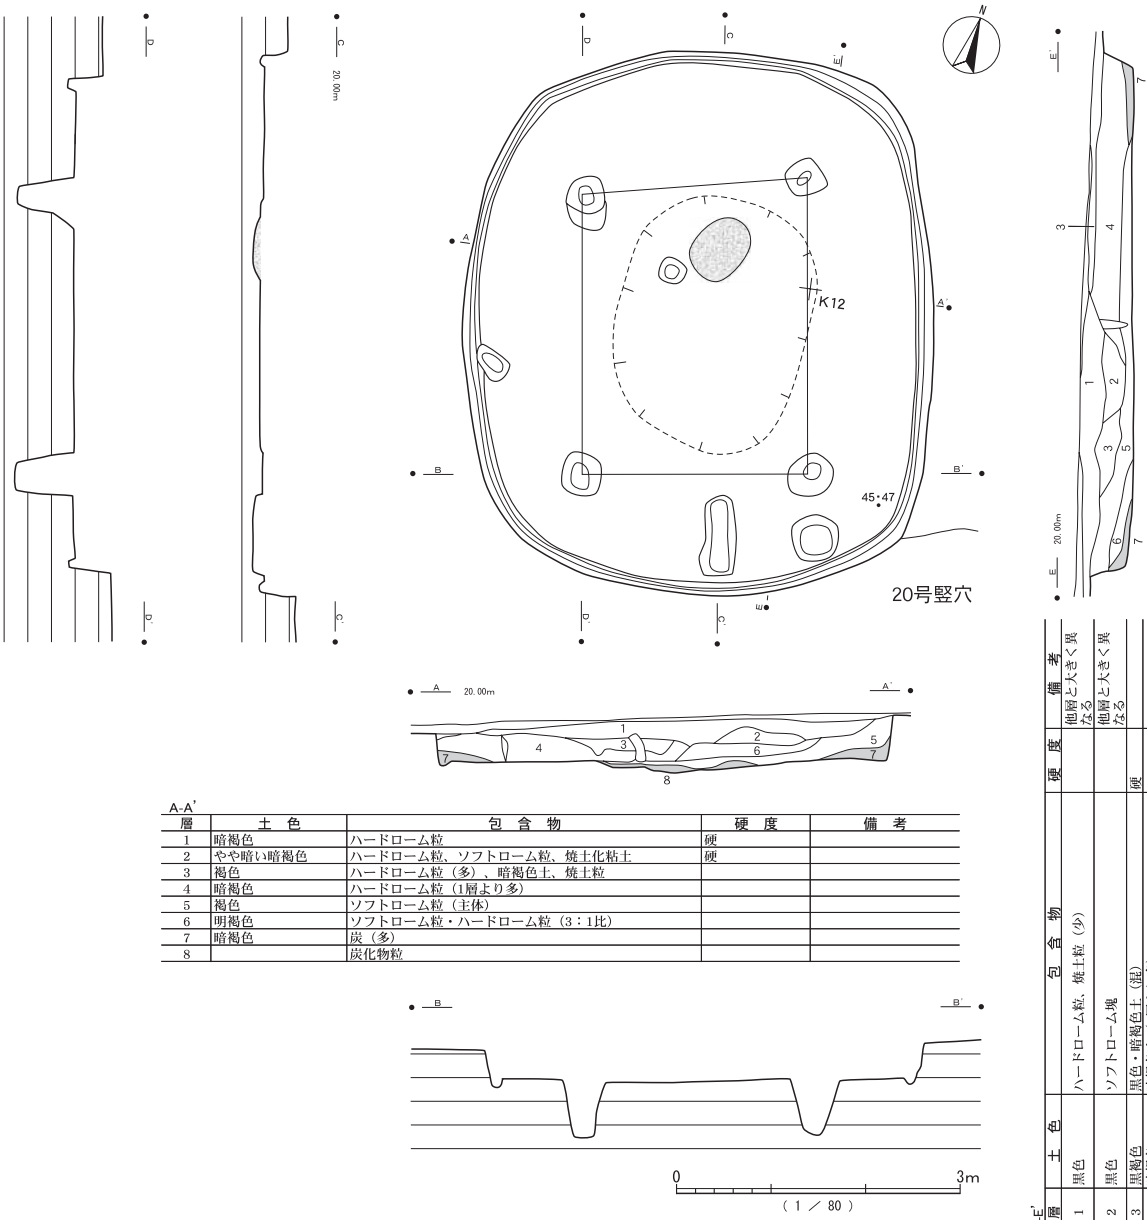 D
C
20.00m
D
C
E'
N
A
A'
K12
B
B'
45・47
20号竪穴
D'
C'
E
D'
C'
E'
7
3
4
1
2
3
5
6
7
20.00m
E
A 20.00m A'
1
2
3
4
5
6
7
7
8
A-A'
層 土色 包含物 硬度 備考
1 暗褐色 ハードローム粒 硬
2 やや暗い暗褐色 ハードローム粒、ソフトローム粒、焼土化粘土 硬
3 褐色 ハードローム粒（多）、暗褐色土、焼土粒
4 暗褐色 ハードローム粒（1層より多）
5 褐色 ソフトローム粒（主体）
6 明褐色 ソフトローム粒・ハードローム粒（3：1比）
7 暗褐色 炭（多）
8 炭化物粒
B B'
0 3m
（ 1 ／ 80 ）
-E'
層 土色 包含物 硬度 備考
1 黒色 ハードローム粒、焼土粒（少） 他層と大きく異
なる
2 黒色 ソフトローム塊 他層と大きく異
なる
3 黒褐色 黒色・暗褐色土（混） 硬